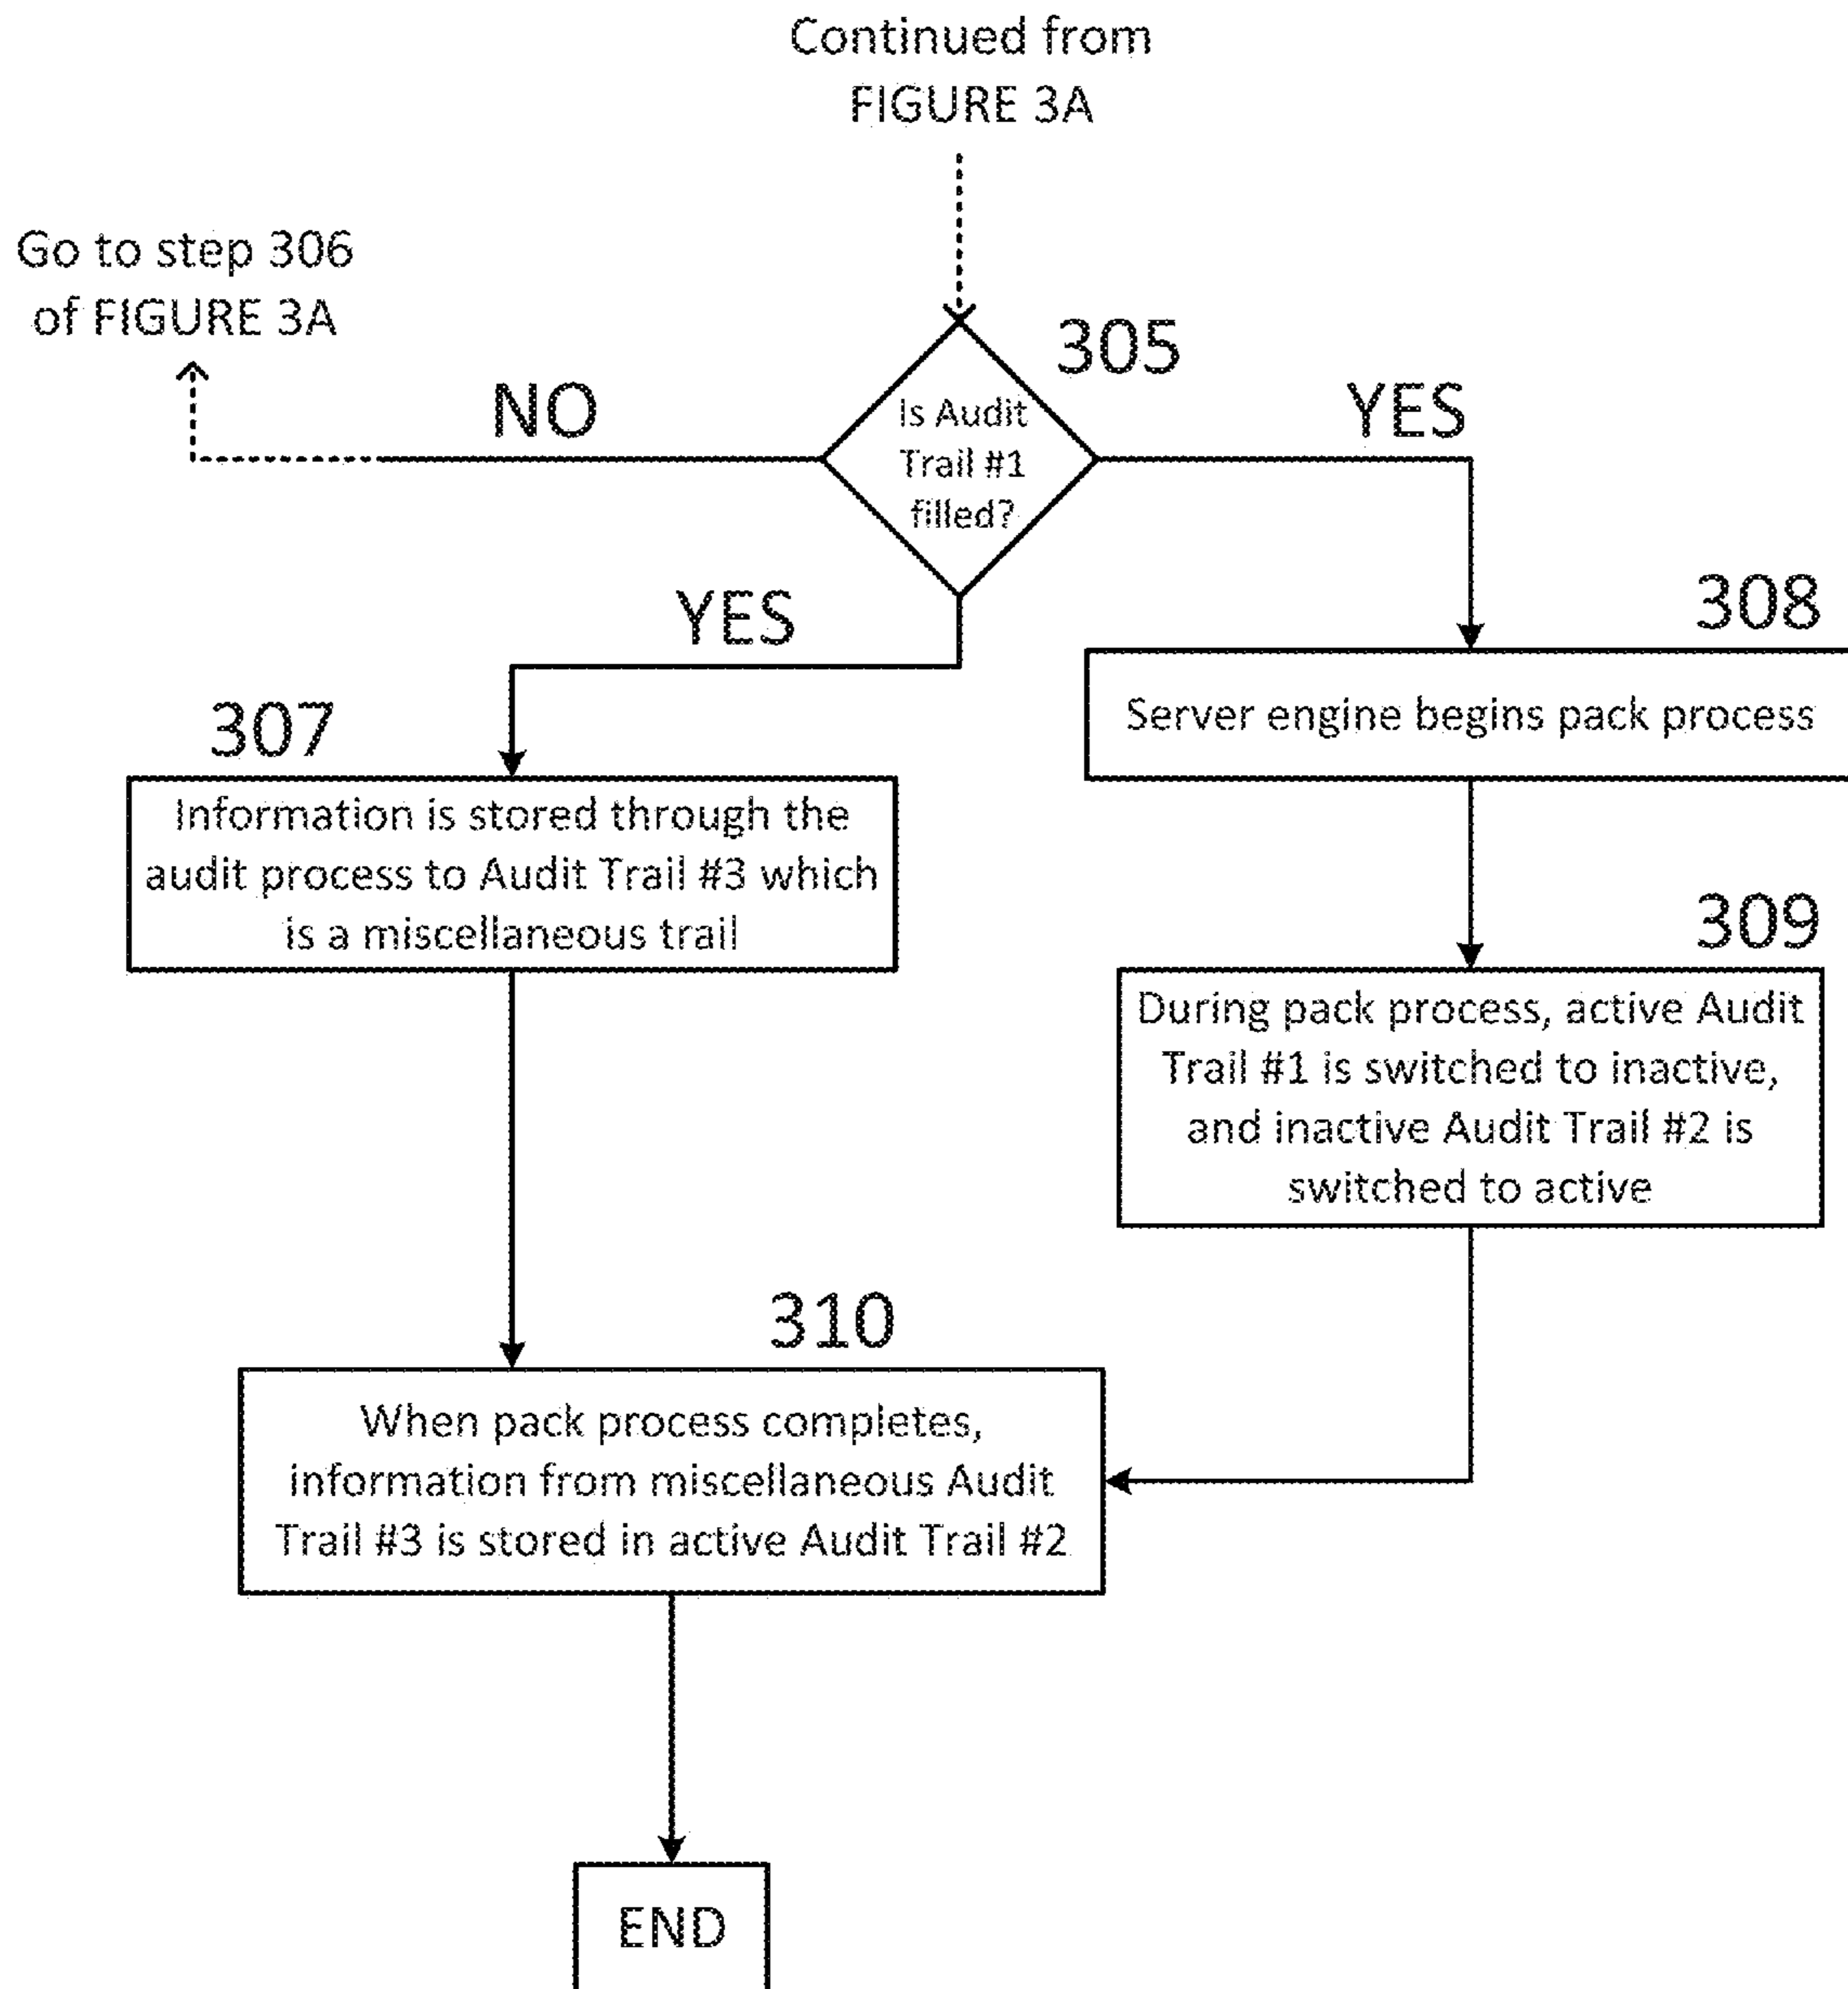 Continued from
FIGURE 3A
Go to step 306
of FIGURE 3A
305
NO
YES
Is Audit
Trail #1
filled?
YES
308
Server engine begins pack process
307
Information is stored through the
audit process to Audit Trail #3 which
is a miscellaneous trail
309
During pack process, active Audit
Trail #1 is switched to inactive,
and inactive Audit Trail #2 is
switched to active
310
When pack process completes,
information from miscellaneous Audit
Trail #3 is stored in active Audit Trail #2
END